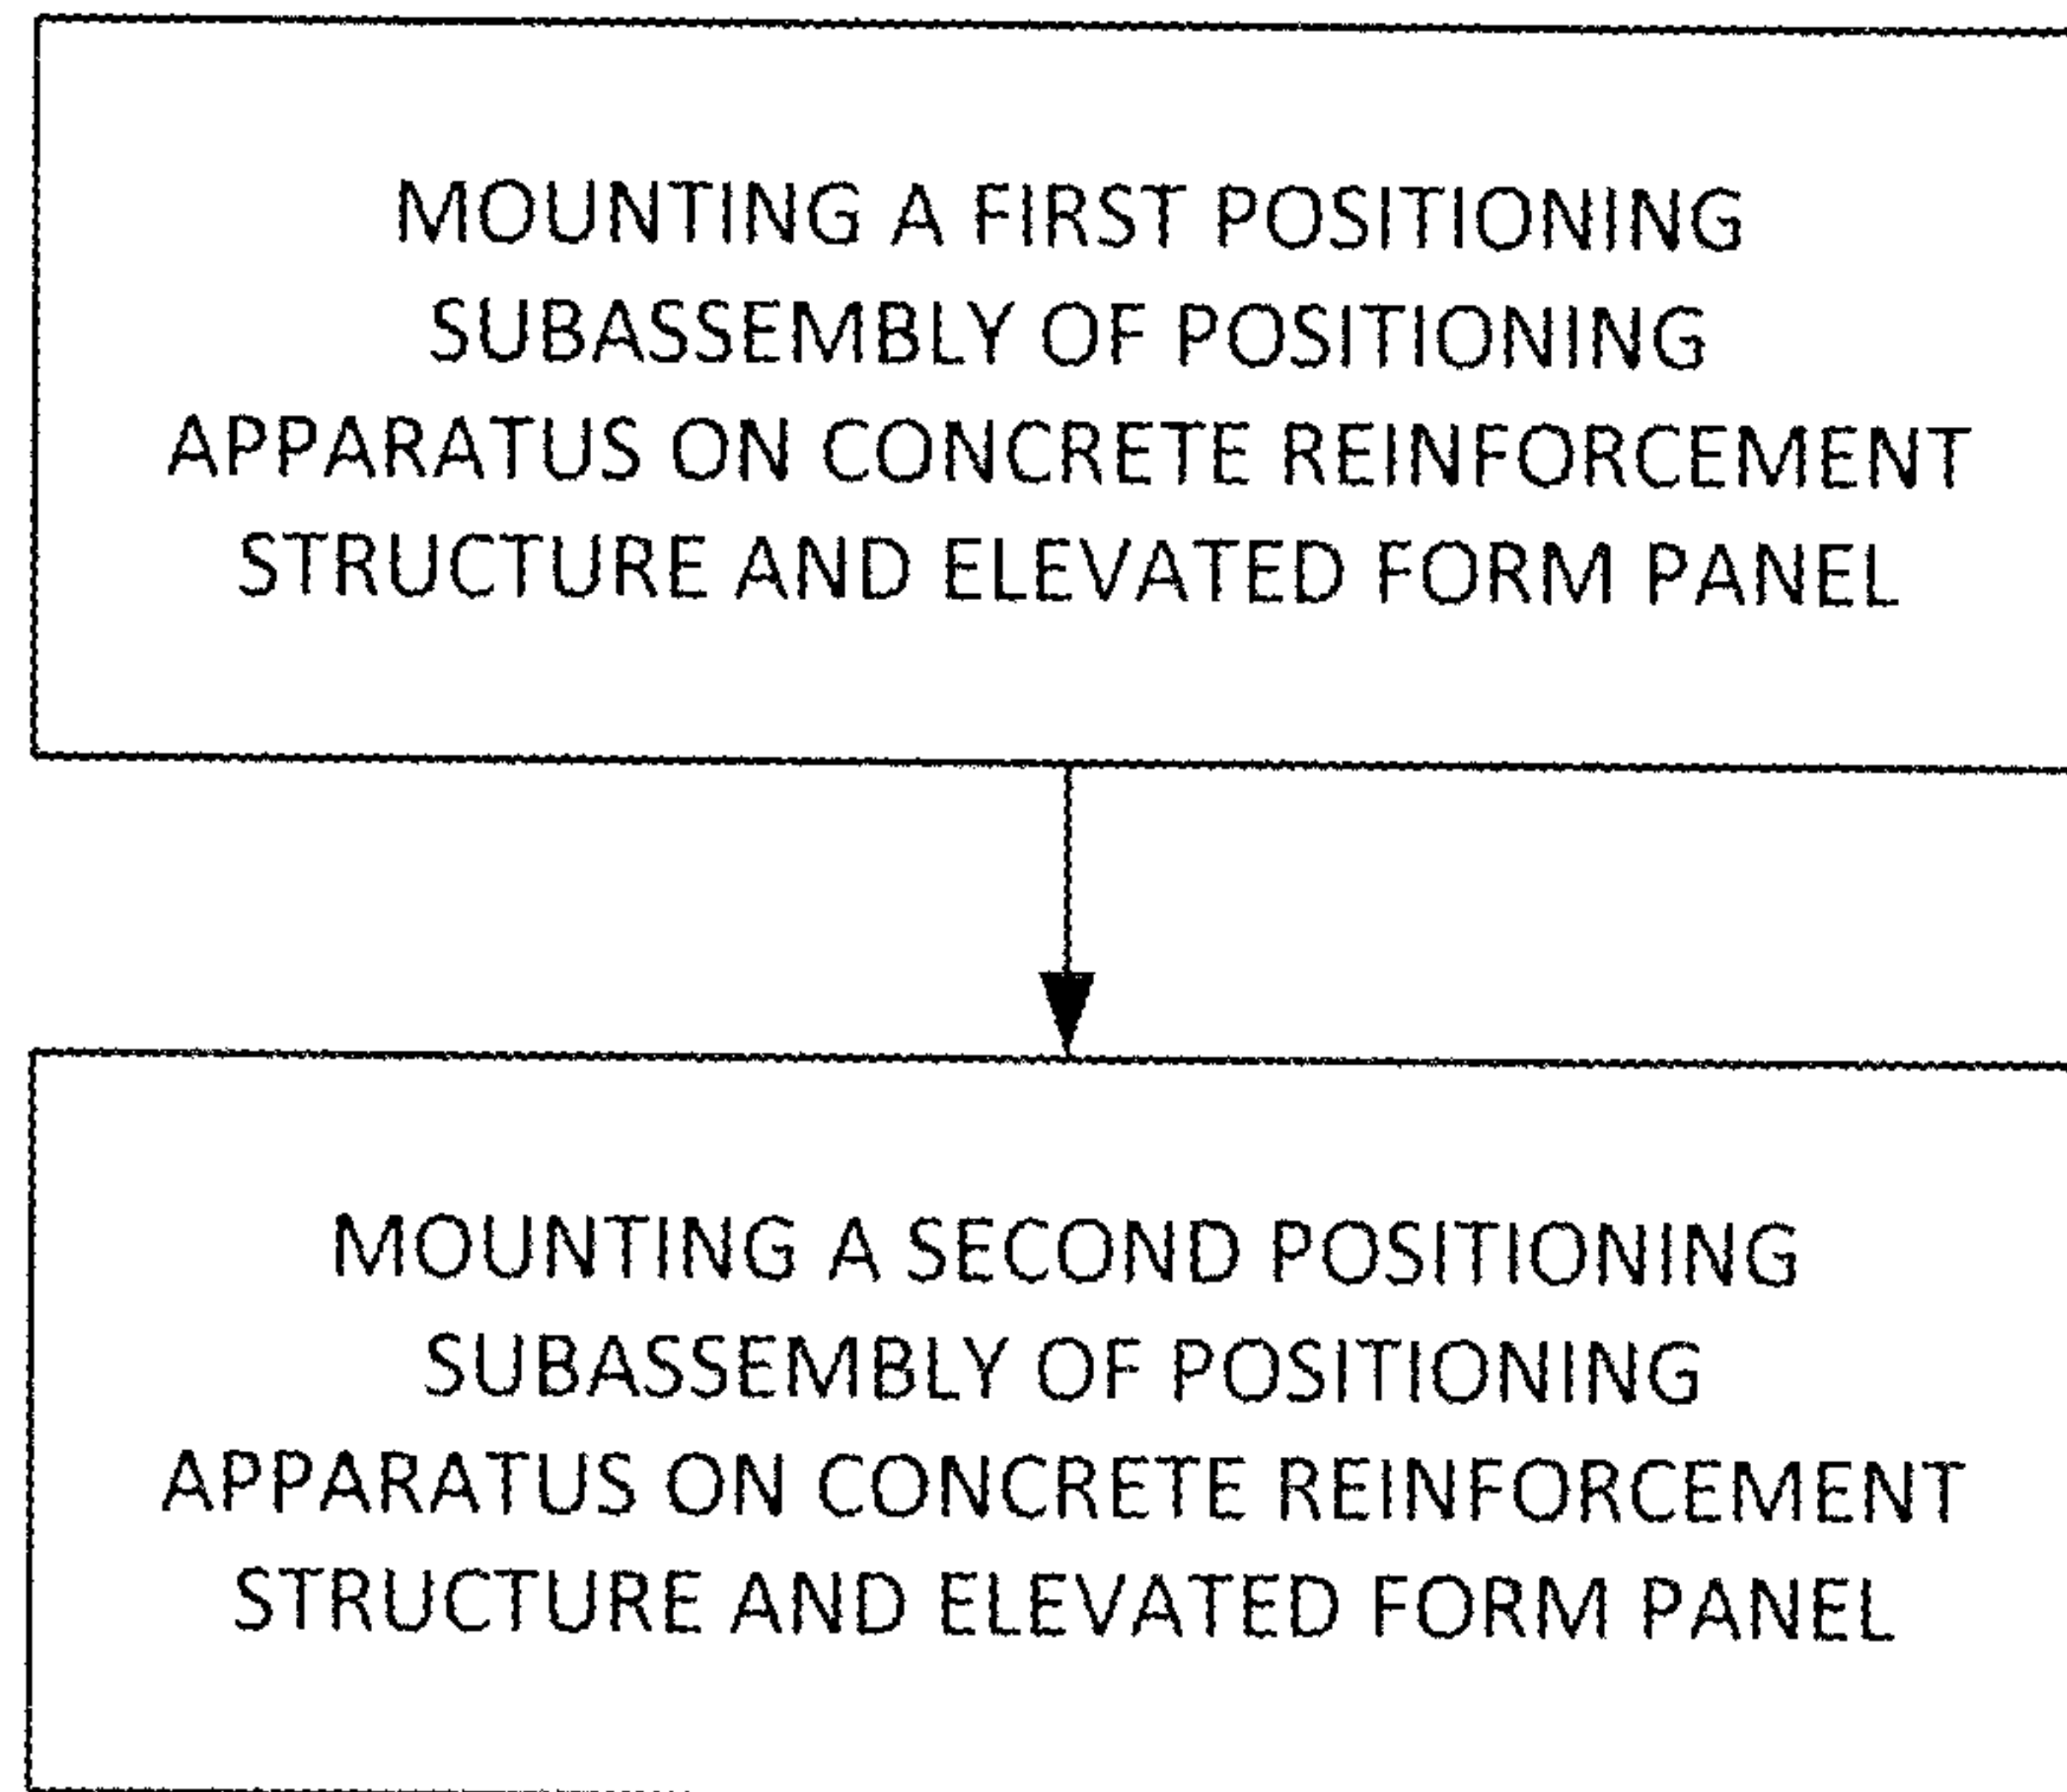 MOUNTING A FIRST POSITIONING
SUBASSEMBLY OF POSITIONING
APPARATUS ON CONCRETE REINFORCEMENT
STRUCTURE AND ELEVATED FORM PANEL
MOUNTING A SECOND POSITIONING
SUBASSEMBLY OF POSITIONING
APPARATUS ON CONCRETE REINFORCEMENT
STRUCTURE AND ELEVATED FORM PANEL